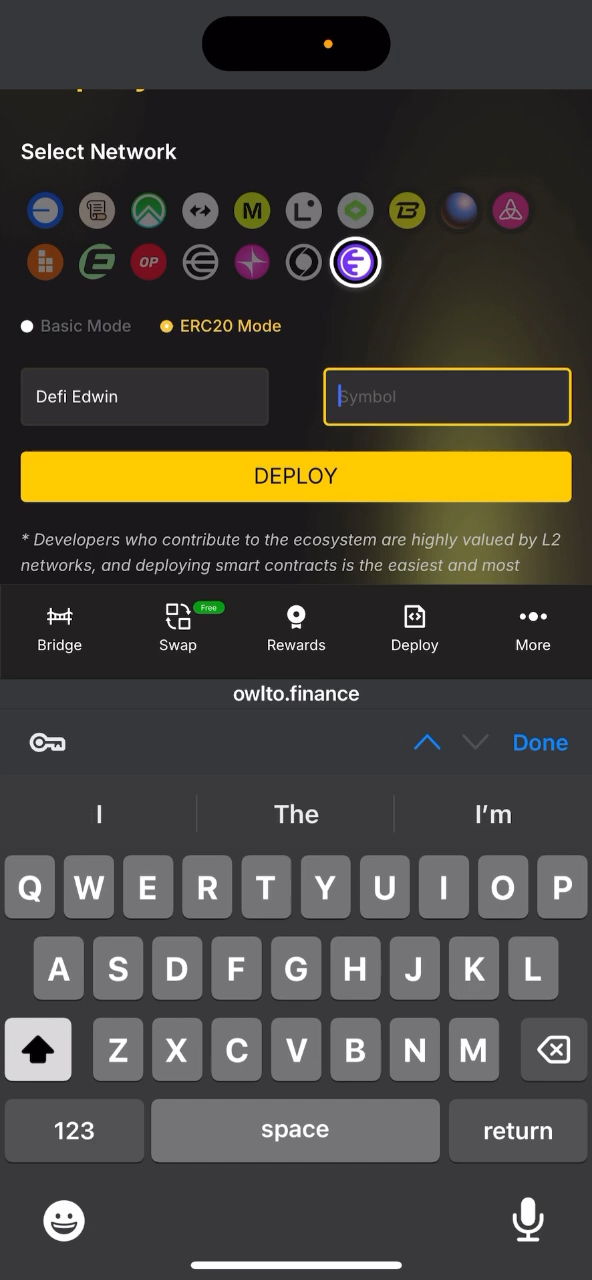 Select Network
M
L
B
OP
Basic Mode
ERC20 Mode
Defi Edwin
Symbol
DEPLOY
* Developers who contribute to the ecosystem are highly valued by L2
networks, and deploying smart contracts is the easiest and most
Free
Bridge
Swap
Rewards
Deploy
More
owlto.finance
Done
I
The
I'm
Q W E R T Y U I O P
A S D F G H J K L
Z X C V B N M
123
space
return